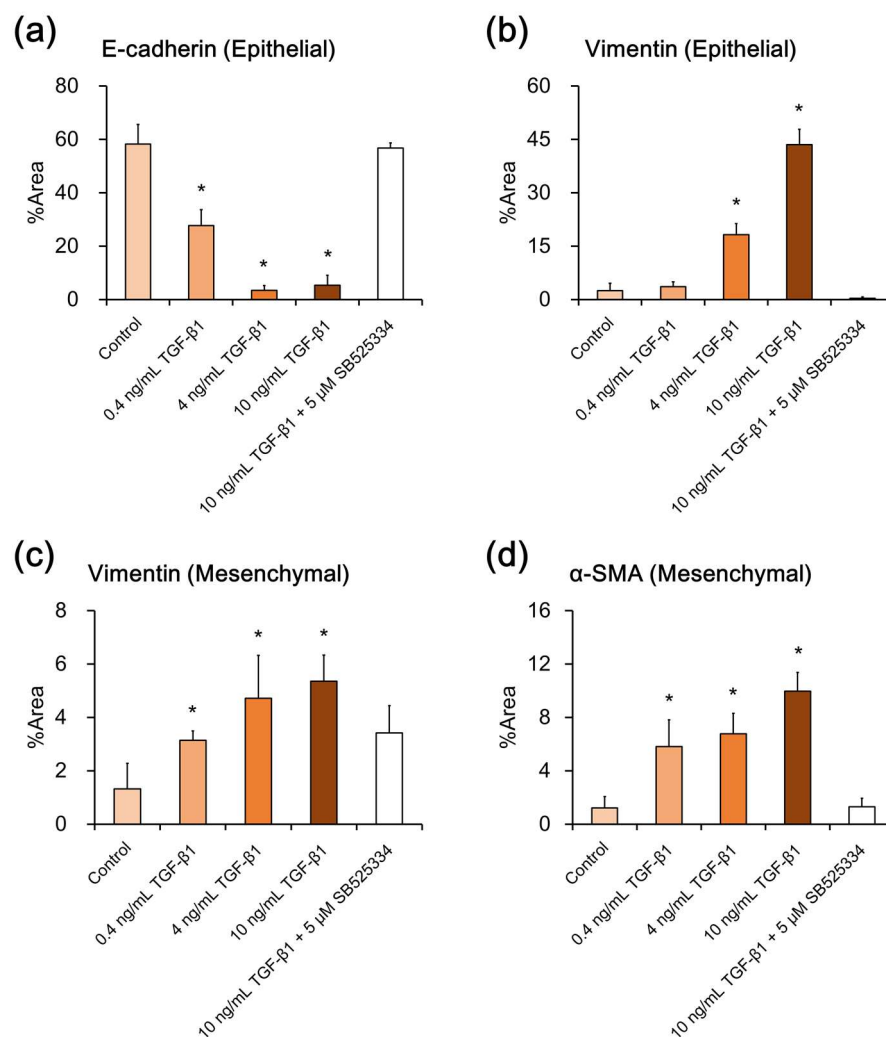 (a)
E-cadherin (Epithelial)
%Area
80
60
40
20
0
*
*
*
Control
0.4 ng/mL TGF-β1
4 ng/mL TGF-β1
10 ng/mL TGF-β1
10 ng/mL TGF-β1 + 5 μM SB525334
(b)
Vimentin (Epithelial)
%Area
60
45
30
15
0
*
*
Control
0.4 ng/mL TGF-β1
4 ng/mL TGF-β1
10 ng/mL TGF-β1
10 ng/mL TGF-β1 + 5 μM SB525334
(c)
Vimentin (Mesenchymal)
%Area
8
6
4
2
0
*
*
*
Control
0.4 ng/mL TGF-β1
4 ng/mL TGF-β1
10 ng/mL TGF-β1
10 ng/mL TGF-β1 + 5 μM SB525334
(d)
α-SMA (Mesenchymal)
%Area
16
12
8
4
0
*
*
*
Control
0.4 ng/mL TGF-β1
4 ng/mL TGF-β1
10 ng/mL TGF-β1
10 ng/mL TGF-β1 + 5 μM SB525334